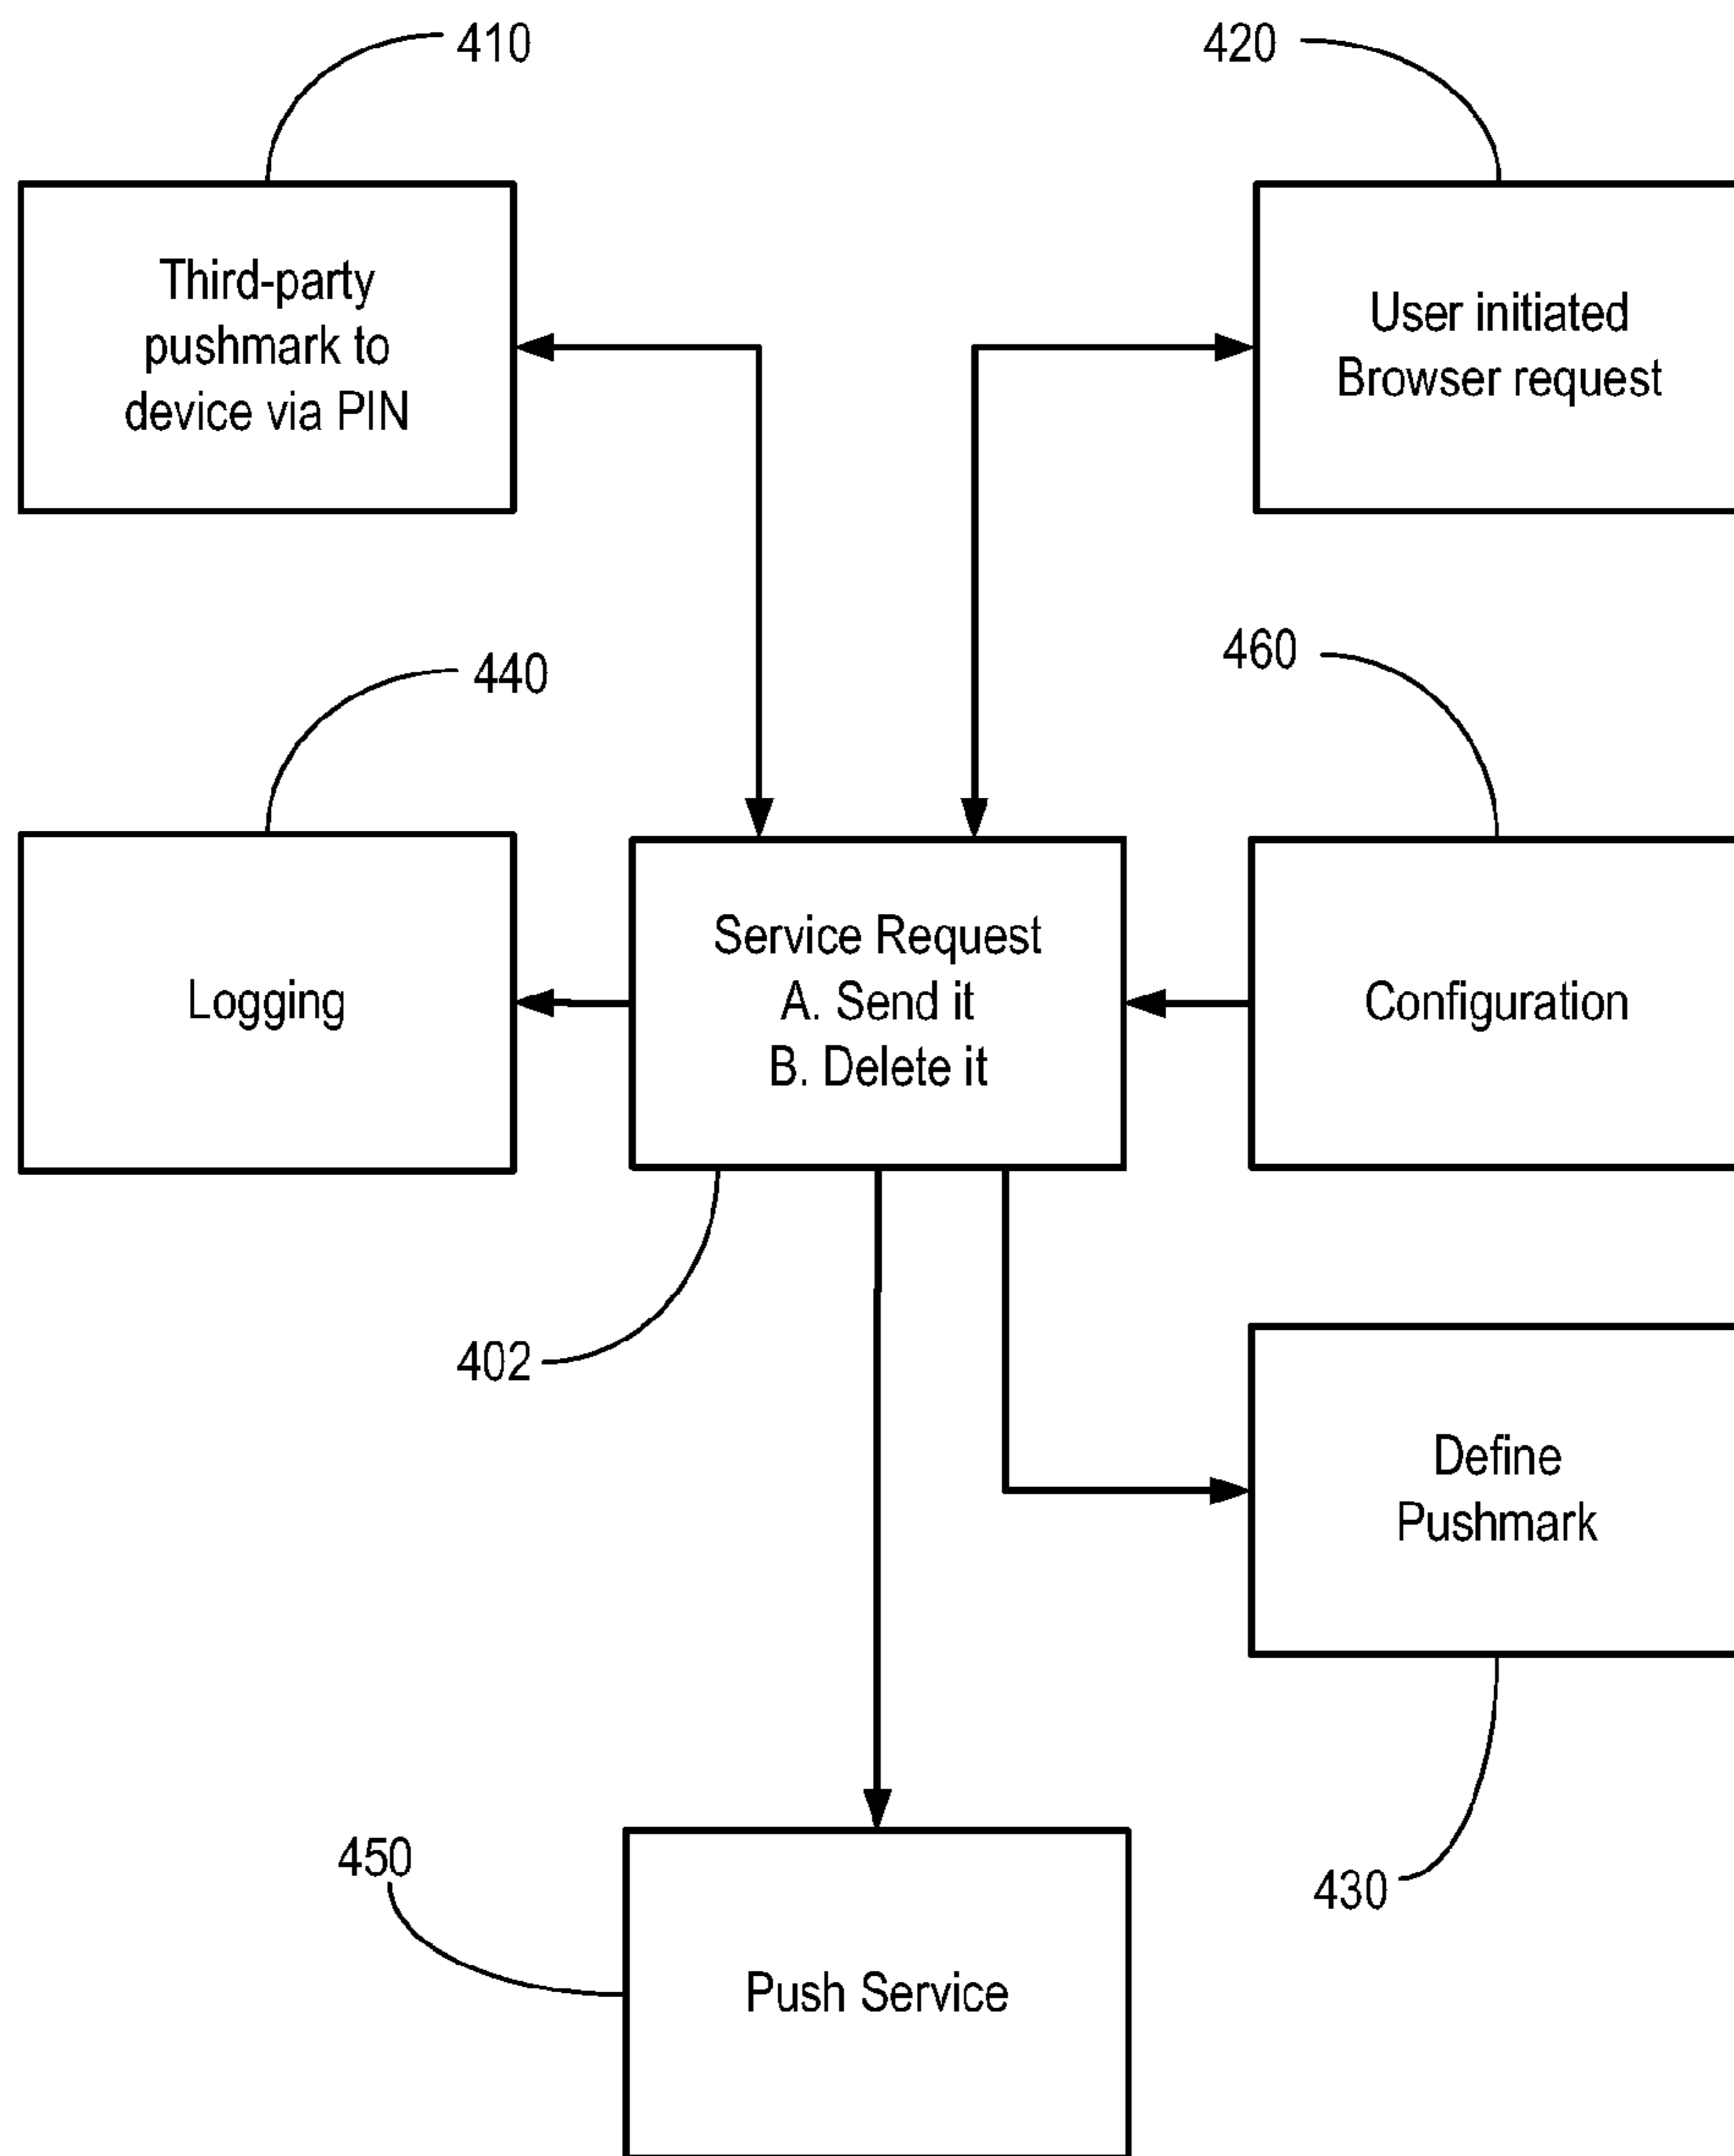 410
420
Third-party
pushmark to
device via PIN
User initiated
Browser request
440
460
Logging
Service Request
A. Send it
B. Delete it
Configuration
402
Define
Pushmark
450
430
Push Service